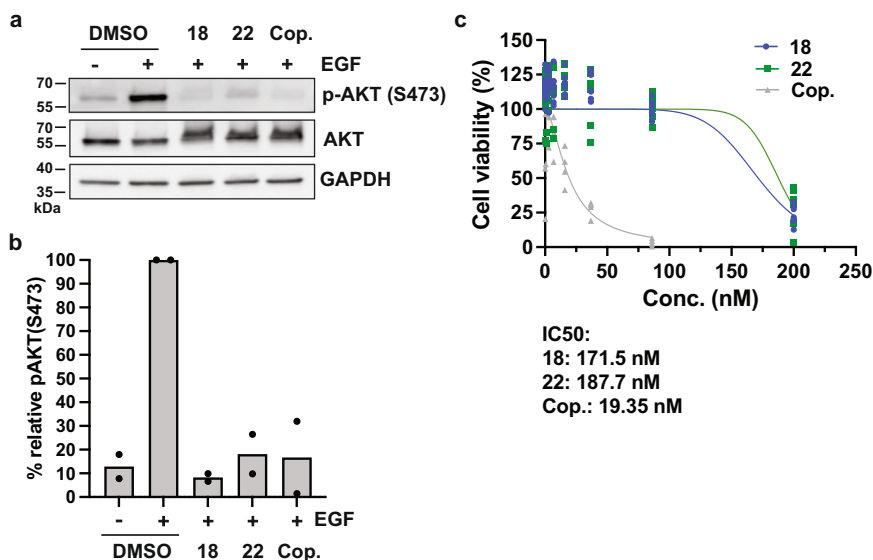 a
DMSO 18 22 Cop.
- + + + + EGF
70
55
p-AKT (S473)
70
55
AKT
40
35
GAPDH
kDa
b
% relative pAKT(S473)
100
90
80
70
60
50
40
30
20
10
0
- + + + + EGF
DMSO 18 22 Cop.
c
Cell viability (%)
150
125
100
75
50
25
0
0 50 100 150 200 250
Conc. (nM)
18
22
Cop.
IC50:
18: 171.5 nM
22: 187.7 nM
Cop.: 19.35 nM